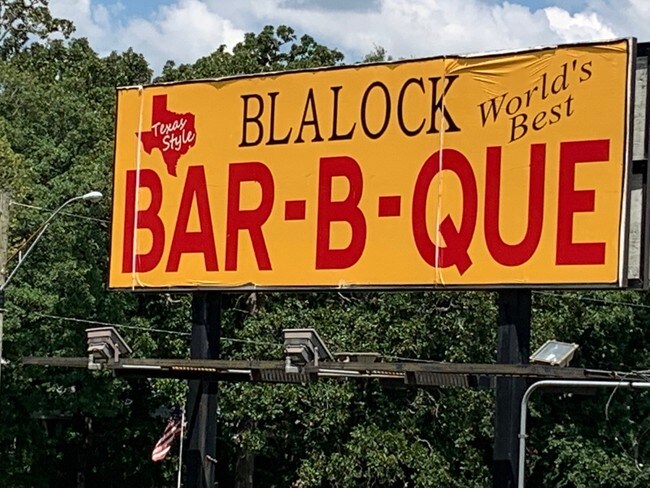 Texas
Style
BLALOCK
World's
Best
BAR-B-QUE